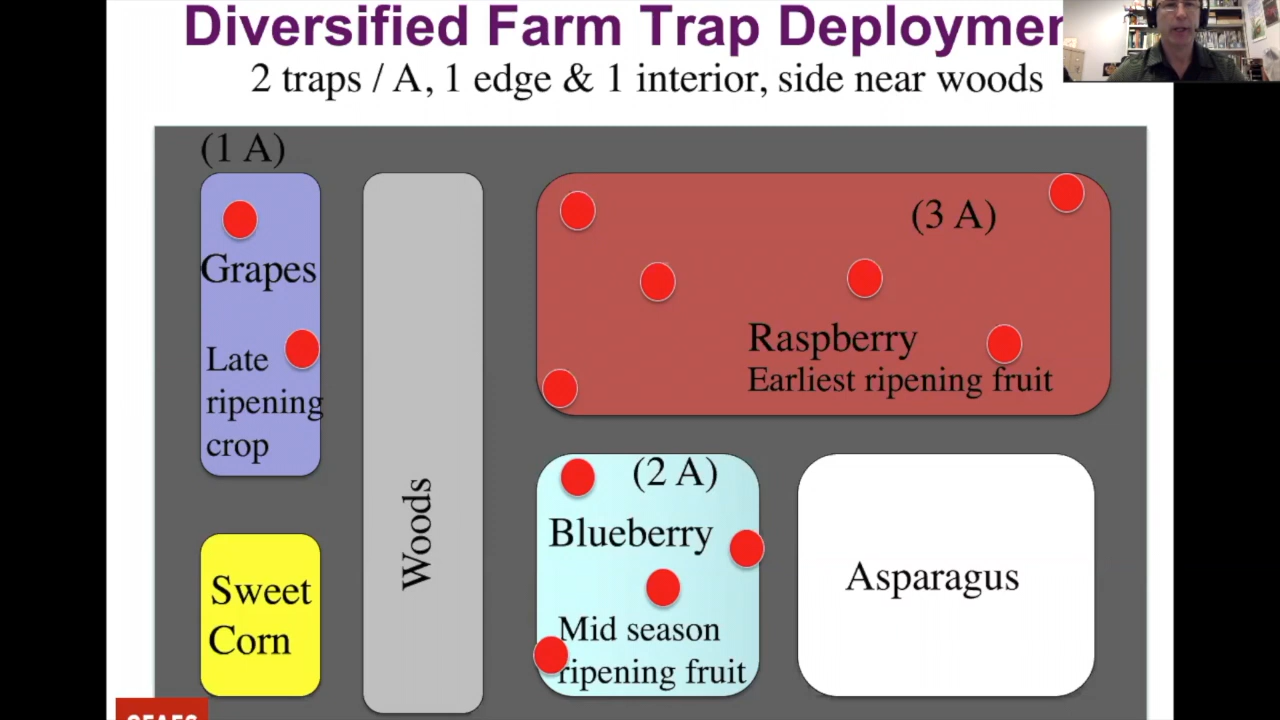 Diversified Farm Trap Deploymen
2 traps / A, 1 edge & 1 interior, side near woods
(1 A)
Grapes
Late
ripening
crop
Sweet
Corn
Woods
(3 A)
Raspberry
Earliest ripening fruit
(2 A)
Blueberry
Mid season
ripening fruit
Asparagus